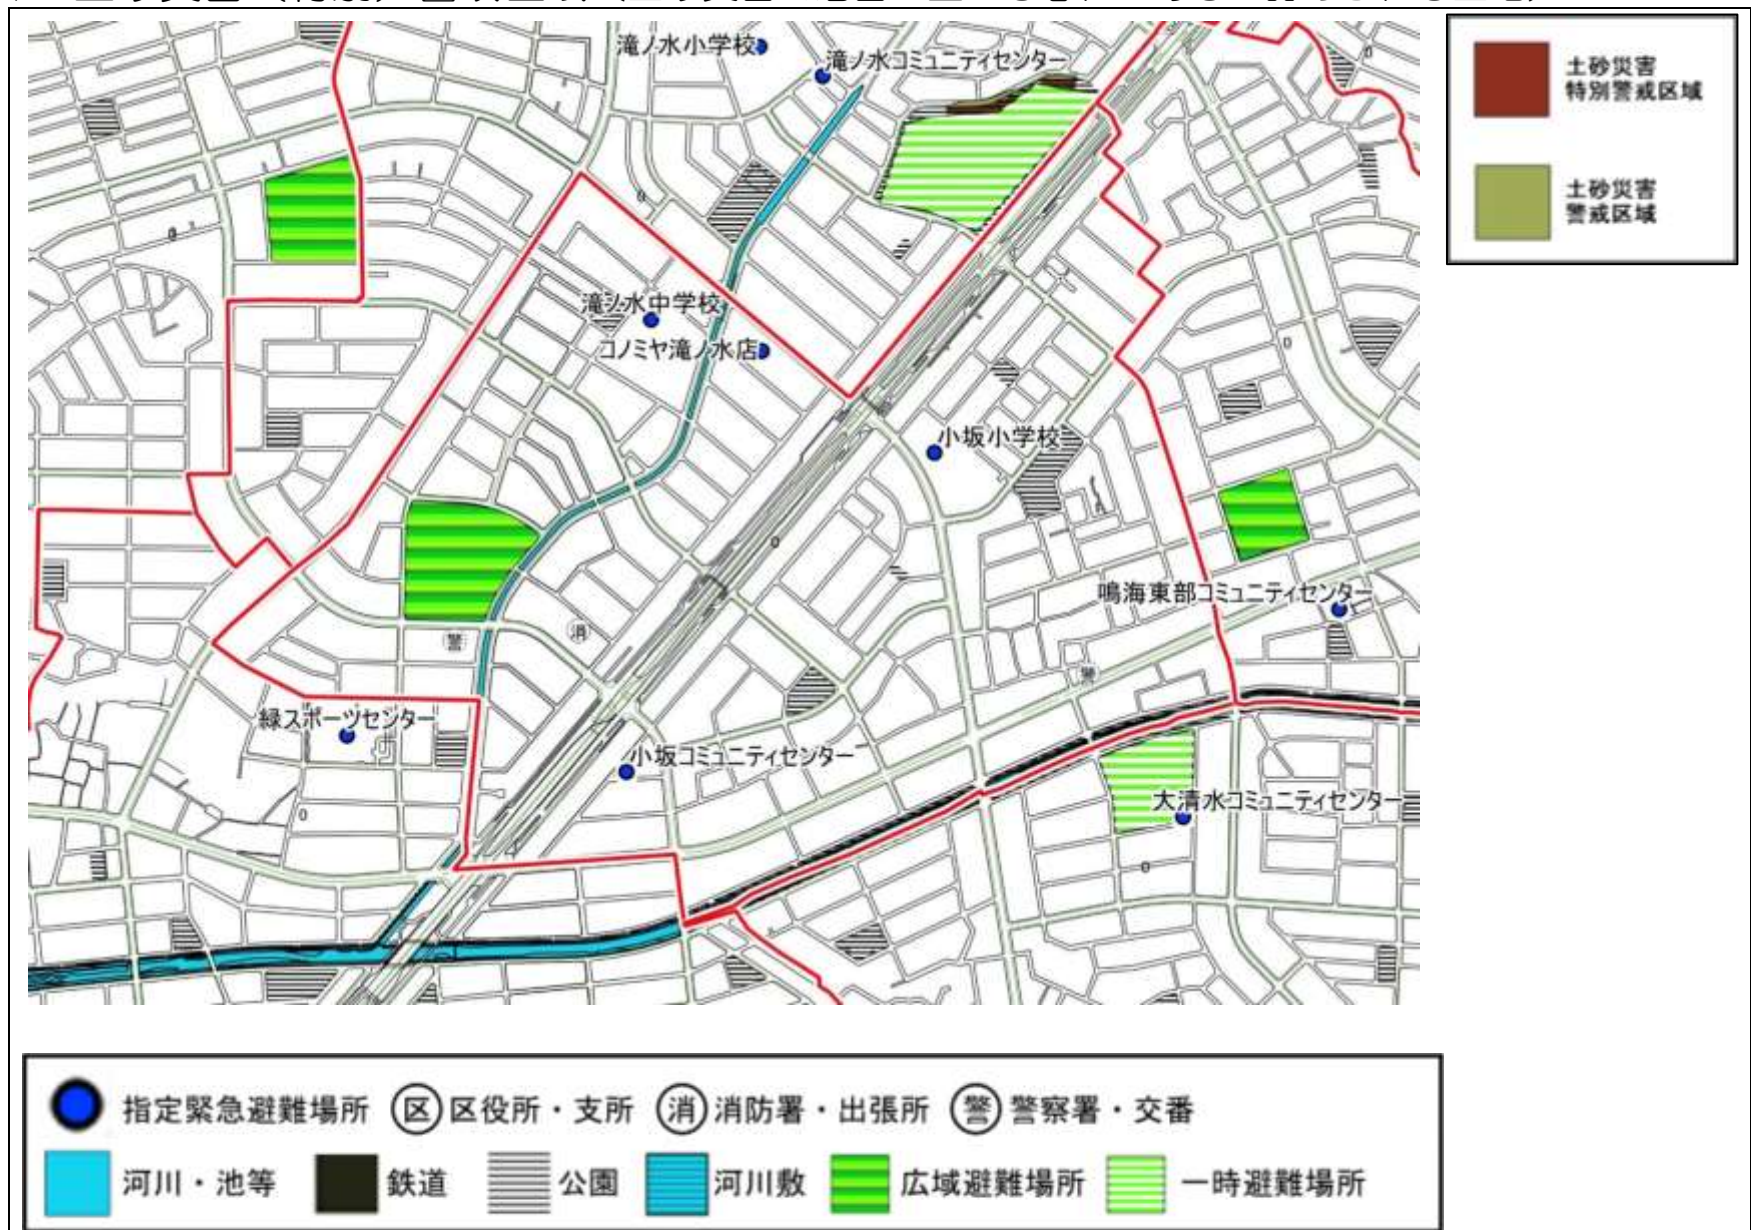 滝ノ水小学校
滝ノ水コミュニティセンター
土砂災害
特別警戒区域
土砂災害
警戒区域
滝ノ水中学校
コノミヤ滝ノ水店
小坂小学校
鳴海東部コミュニティセンター
消
警
警
緑スポーツセンター
小坂コミュニティセンター
大清水コミュニティセンター
指定緊急避難場所 区 区役所・支所 消 消防署・出張所 警 警察署・交番
河川・池等 鉄道 公園 河川敷 広域避難場所 一時避難場所